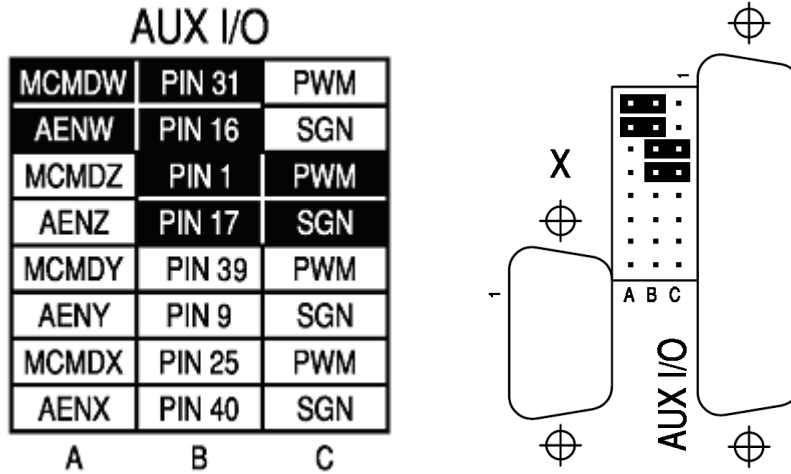 AUX I/O
MCMDW PIN 31 PWM
AENW PIN 16 SGN
MCMDZ PIN 1 PWM
AENZ PIN 17 SGN
MCMDY PIN 39 PWM
AENY PIN 9 SGN
MCMDX PIN 25 PWM
AENX PIN 40 SGN
A B C
1
X
1
A B C
AUX I/O